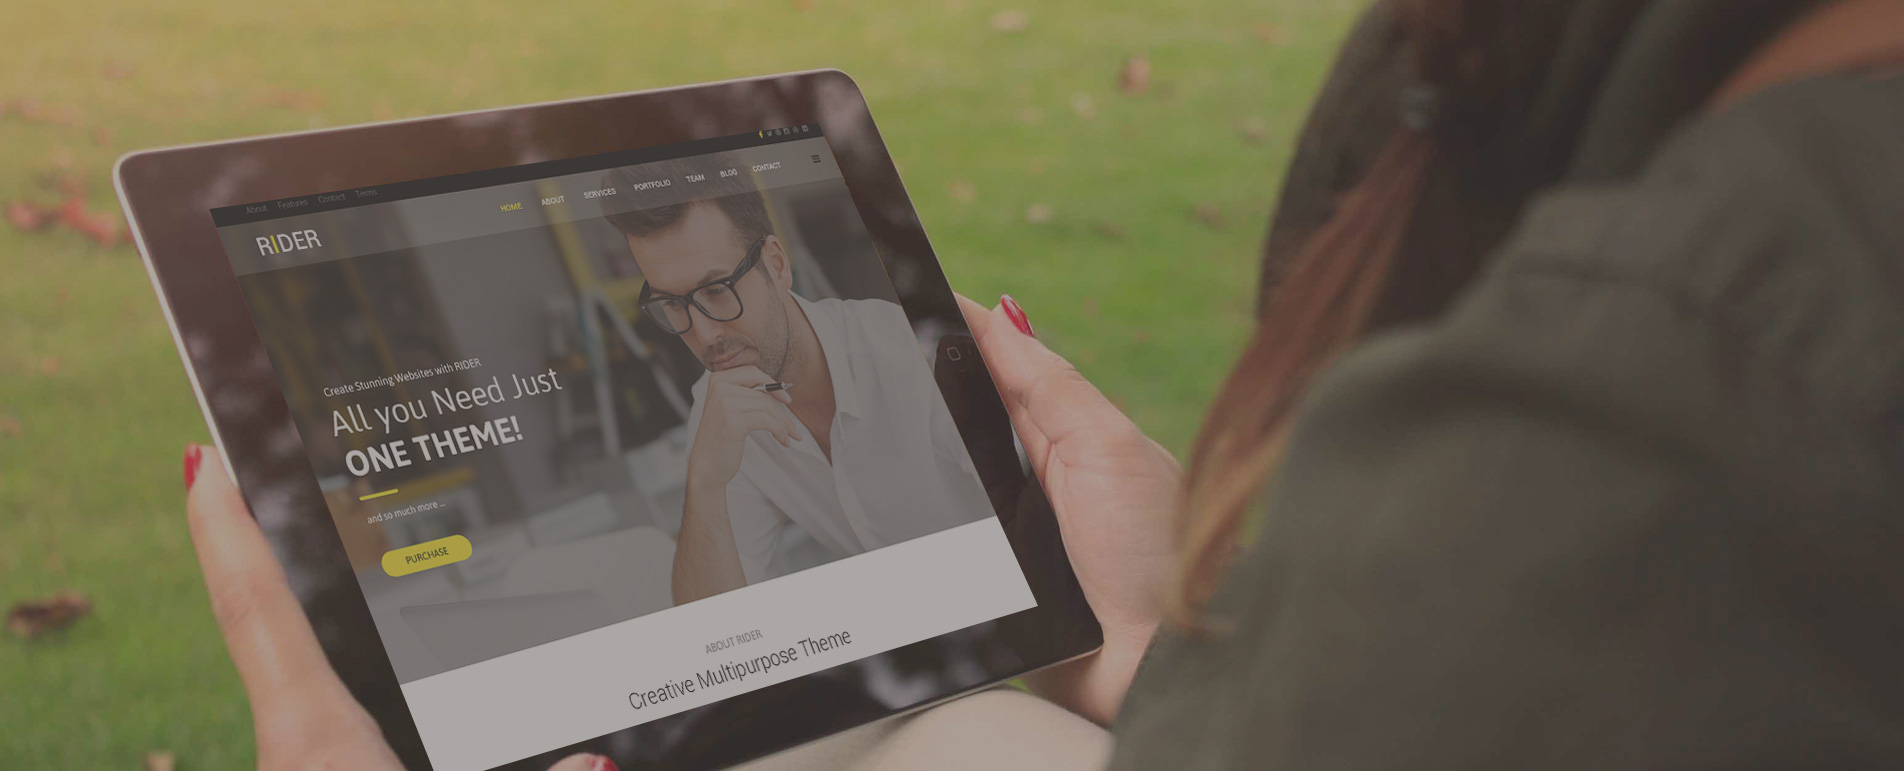 About Features Contact Terms
RIDER
HOME ABOUT SERVICES PORTFOLIO TEAM BLOG CONTACT
Create Stunning Websites with RIDER
All you Need Just
ONE THEME!
and so much more ...
PURCHASE
ABOUT RIDER
Creative Multipurpose Theme